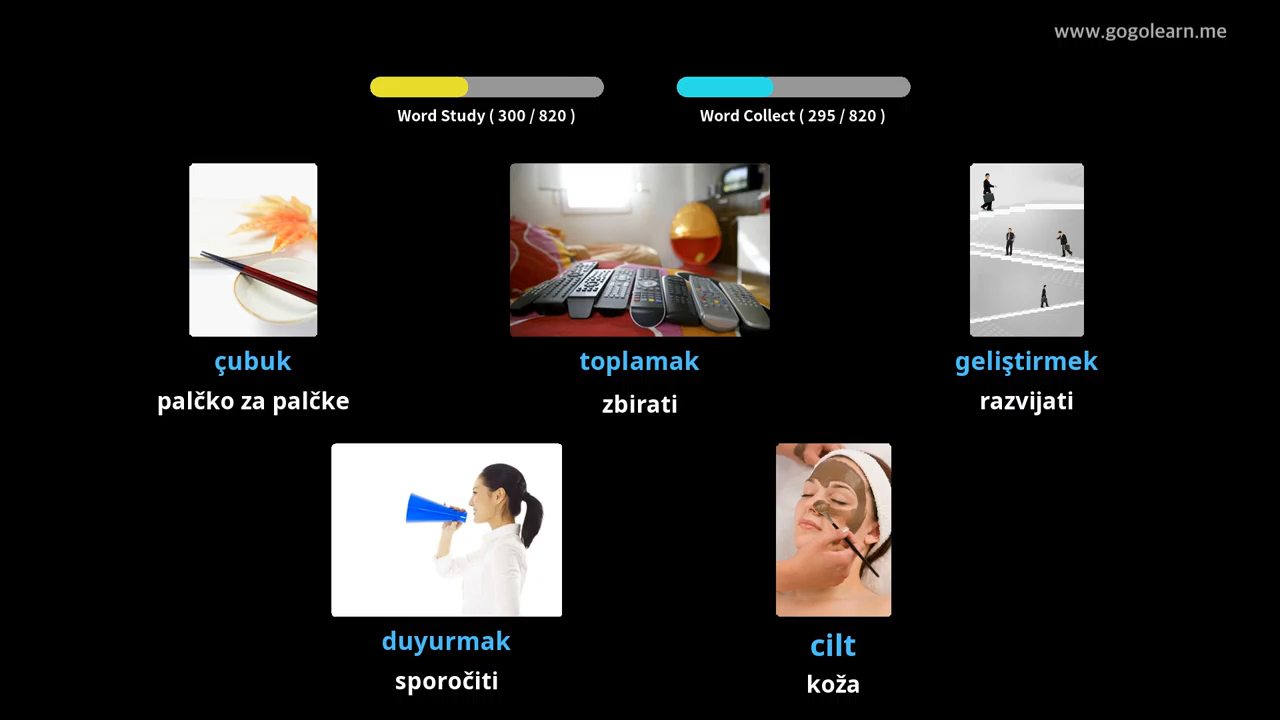 www.gogolearn.me
Word Study ( 300 / 820 )
Word Collect ( 295 / 820 )
çubuk
toplamak
geliştirmek
palčko za palčke
zbirati
razvijati
duyurmak
cilt
sporočiti
koža